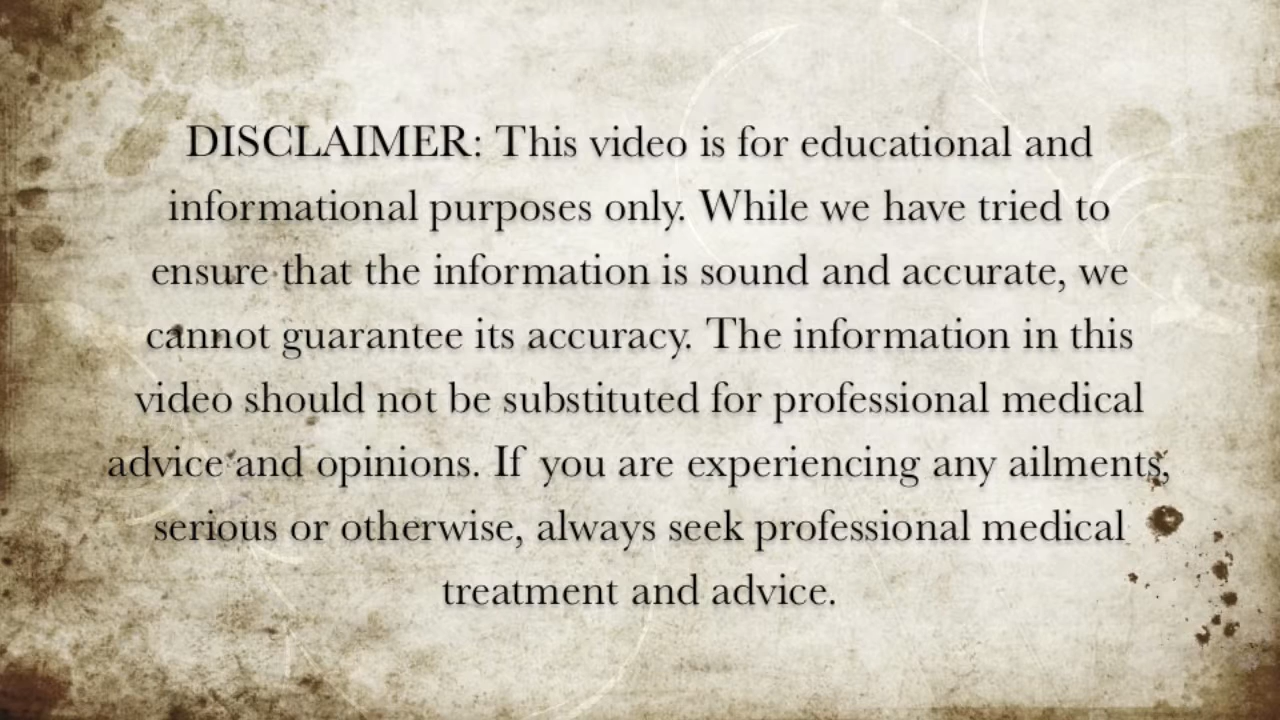 DISCLAIMER: This video is for educational and
informational purposes only. While we have tried to
ensure that the information is sound and accurate, we
cannot guarantee its accuracy. The information in this
video should not be substituted for professional medical
advice and opinions. If you are experiencing any ailments,
serious or otherwise, always seek professional medical
treatment and advice.